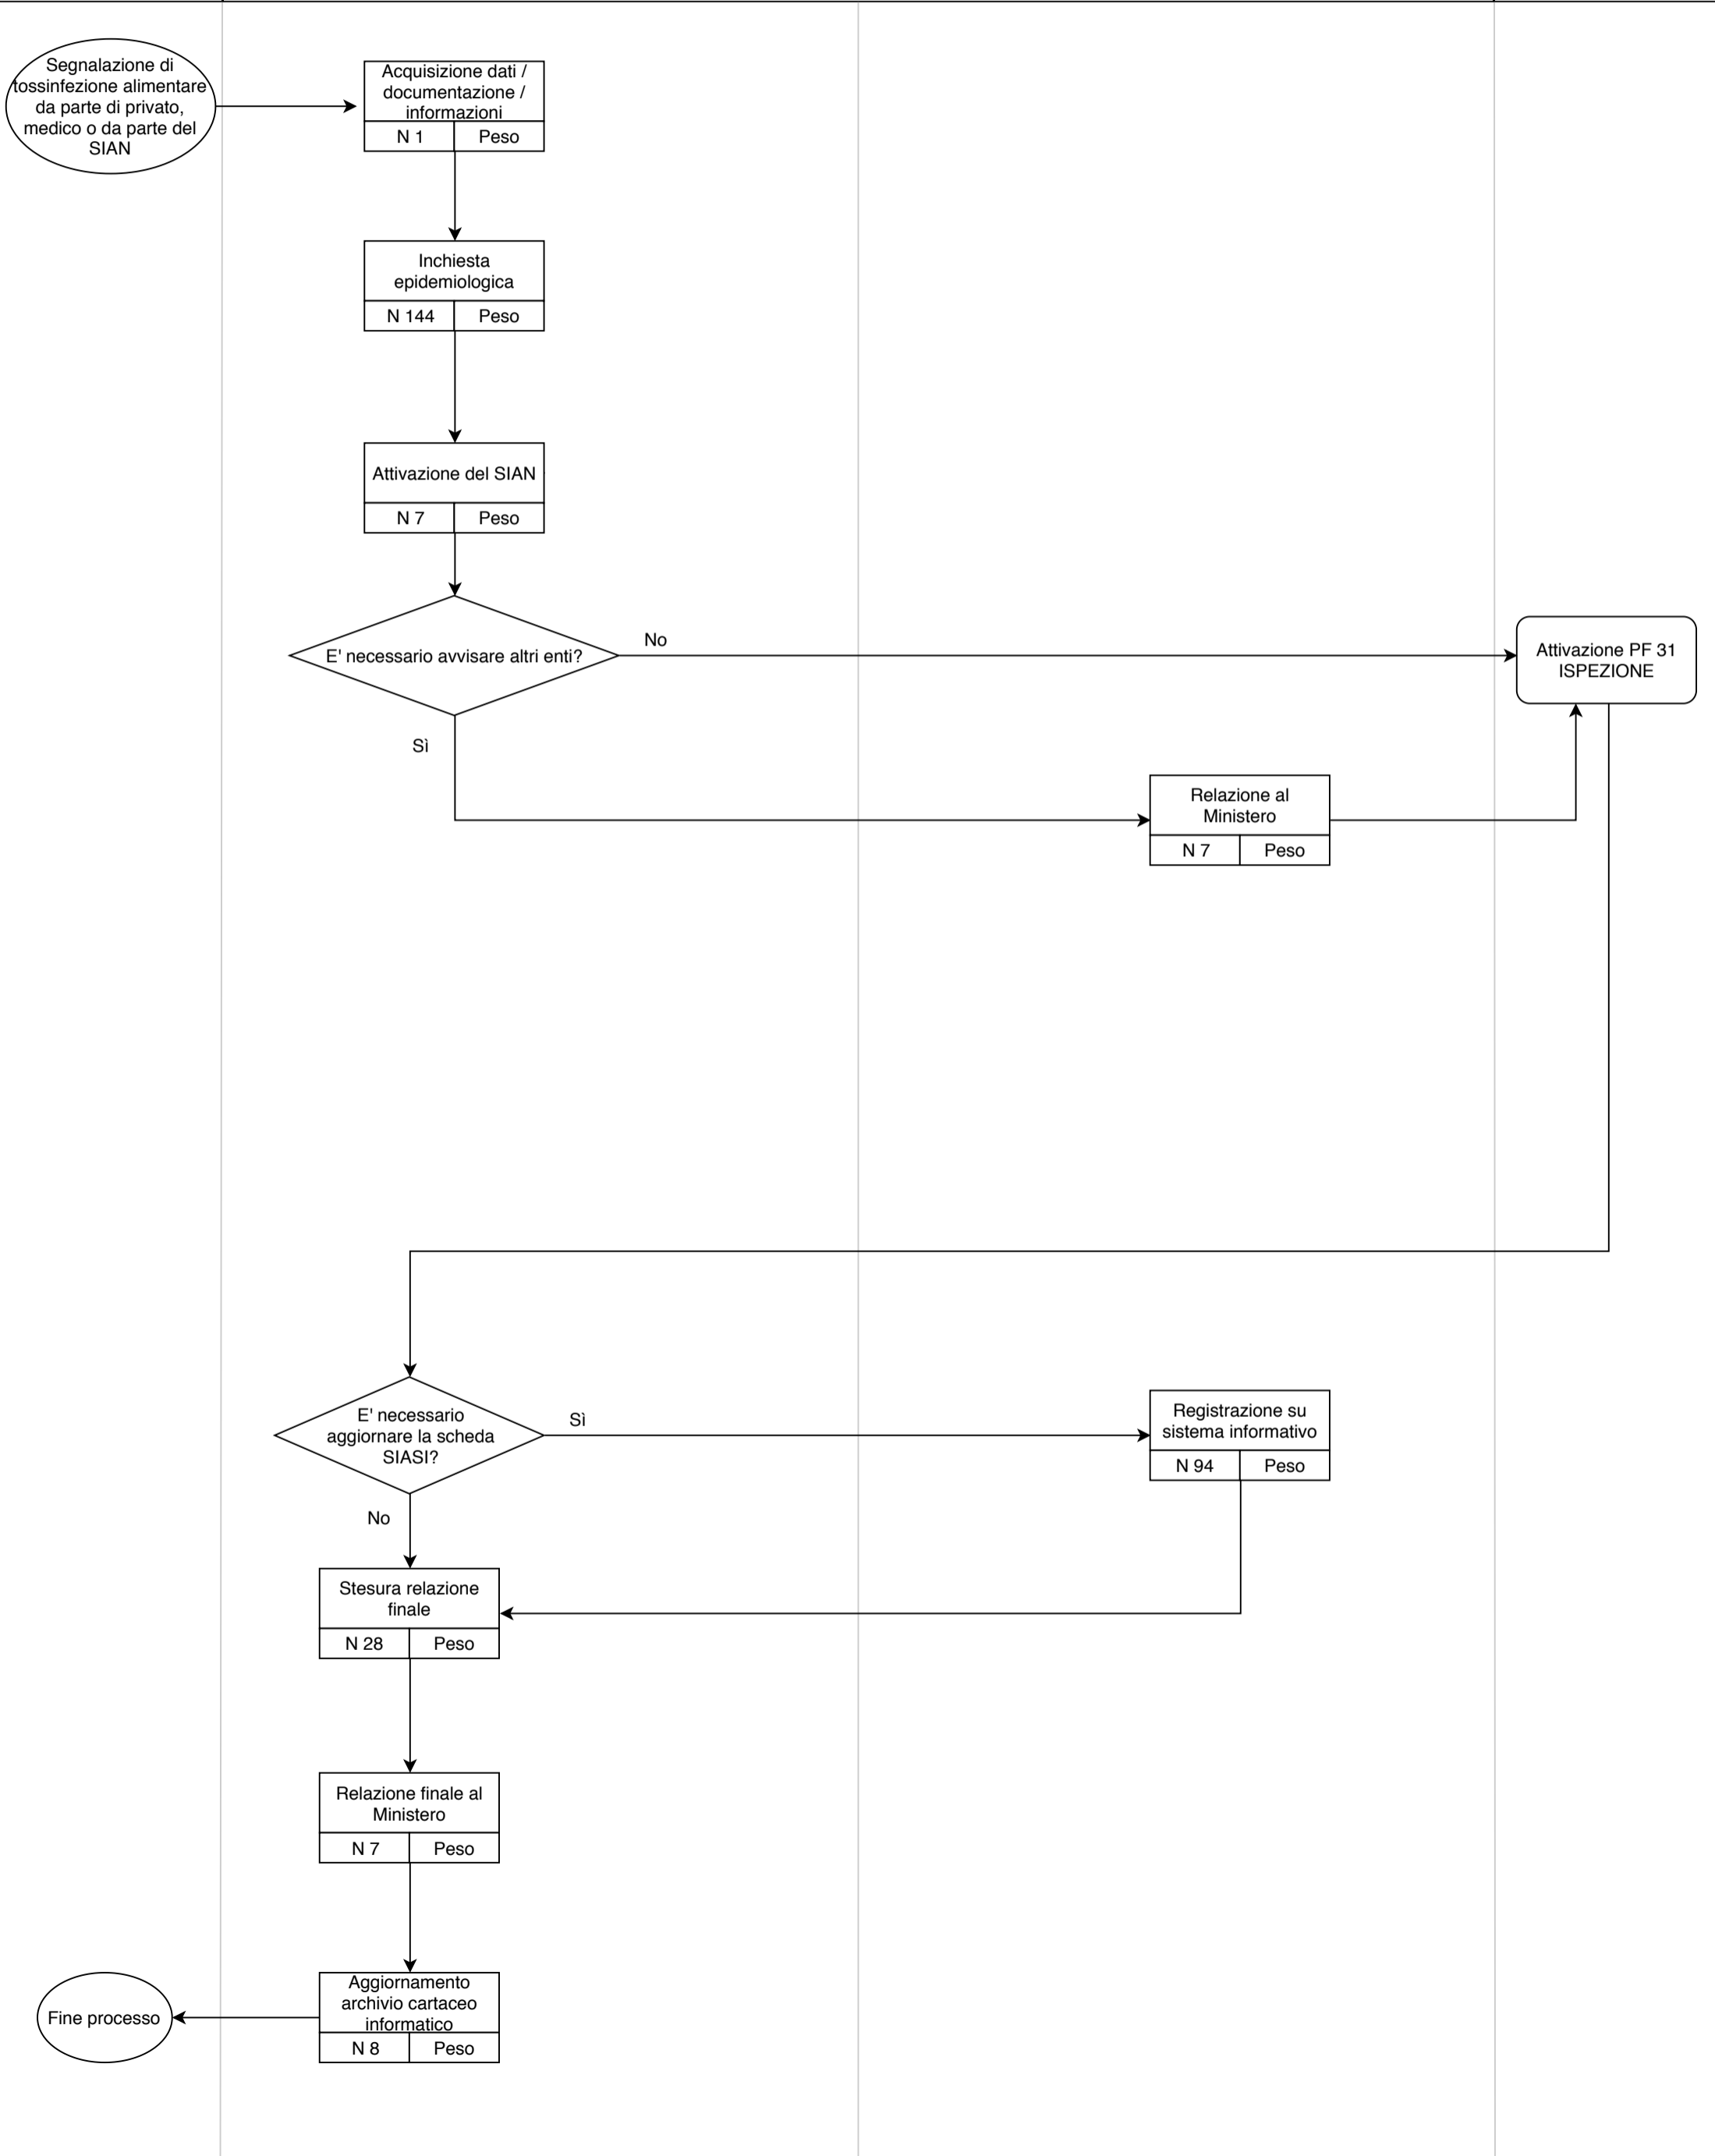 Segnalazione di
tossinfezione alimentare
da parte di privato,
medico o da parte del
SIAN
Acquisizione dati /
documentazione /
informazioni
N 1 Peso
Inchiesta
epidemiologica
N 144 Peso
Attivazione del SIAN
N 7 Peso
E' necessario avvisare altri enti?
No
Attivazione PF 31
ISPEZIONE
Sì
Relazione al
Ministero
N 7 Peso
E' necessario
aggiornare la scheda
SIASI?
Sì
Registrazione su
sistema informativo
N 94 Peso
No
Stesura relazione
finale
N 28 Peso
Relazione finale al
Ministero
N 7 Peso
Aggiornamento
archivio cartaceo
informatico
N 8 Peso
Fine processo